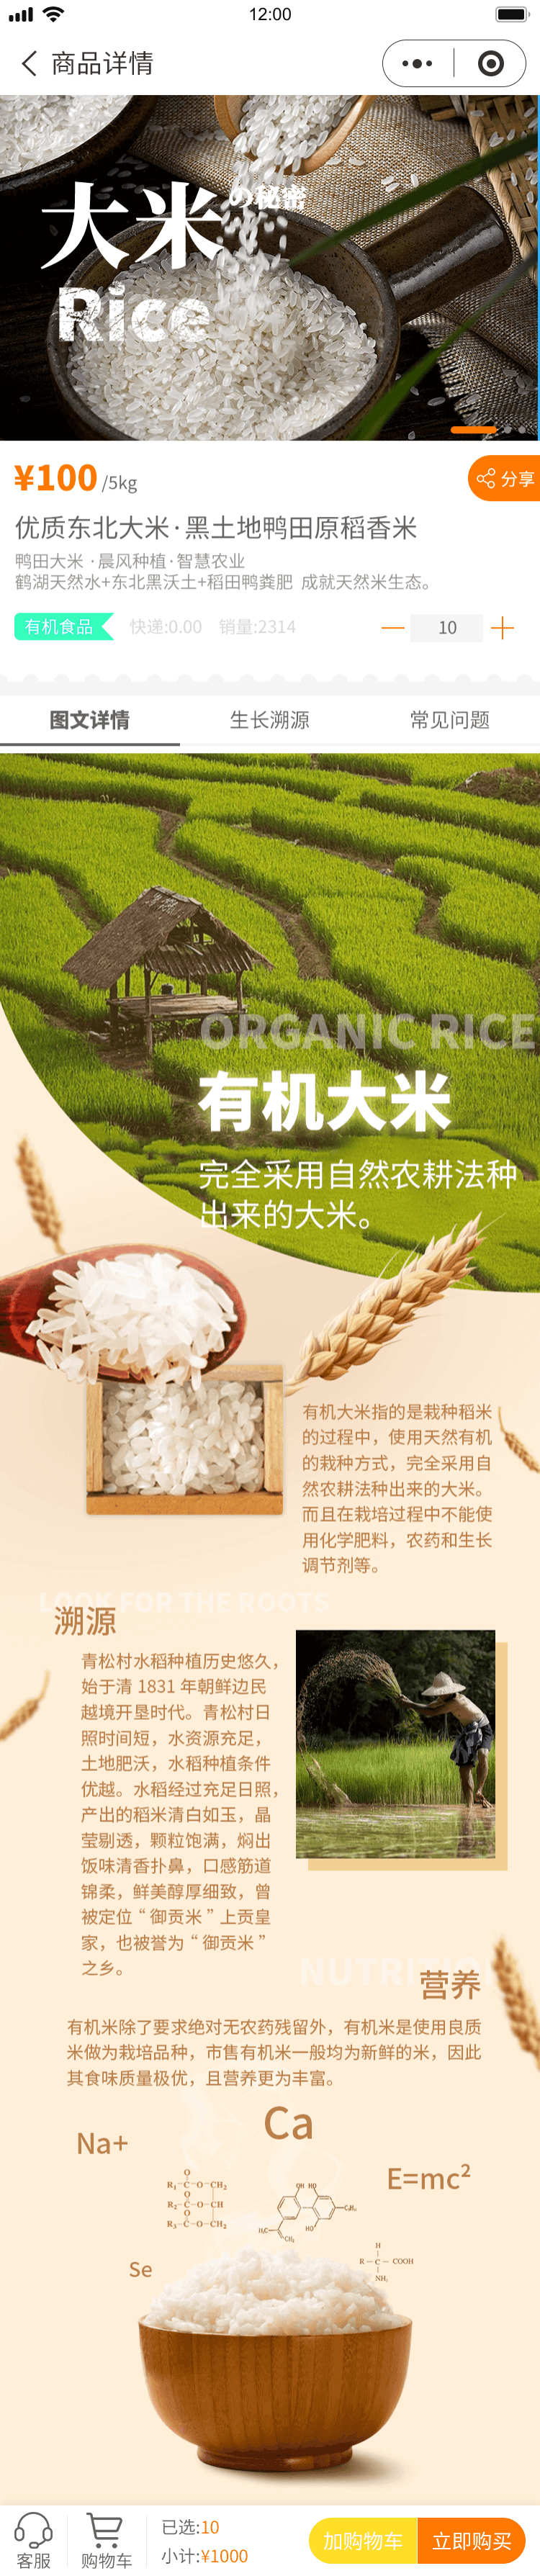 12:00
商品详情
大米の秘密
Rice
¥100/5kg
分享
优质东北大米·黑土地鸭田原稻香米
鸭田大米 ·晨风种植·智慧农业
鹤湖天然水+东北黑沃土+稻田鸭粪肥 成就天然米生态。
有机食品 快递:0.00 销量:2314
10
图文详情 生长溯源 常见问题
ORGANIC RICE
有机大米
完全采用自然农耕法种
出来的大米。
有机大米指的是栽种稻米
的过程中，使用天然有机
的栽种方式，完全采用自
然农耕法种出来的大米。
而且在栽培过程中不能使
用化学肥料，农药和生长
调节剂等。
LOOK FOR THE ROOTS
溯源
青松村水稻种植历史悠久，
始于清 1831 年朝鲜边民
越境开垦时代。青松村日
照时间短，水资源充足，
土地肥沃，水稻种植条件
优越。水稻经过充足日照，
产出的稻米清白如玉，晶
莹剔透，颗粒饱满，焖出
饭味清香扑鼻，口感筋道
锦柔，鲜美醇厚细致，曾
被定位“御贡米”上贡皇
家，也被誉为“御贡米”
之乡。
NUTRITION
营养
有机米除了要求绝对无农药残留外，有机米是使用良质
米做为栽培品种，市售有机米一般均为新鲜的米，因此
其食味质量极优，且营养更为丰富。
Ca
Na+
E=mc²
O
R₁-C-O-CH₂
O
R₂-C-O-CH
O
R₃-C-O-CH₂
OH HO
H₃C
CH₂
HO
Se
H
R-C-COOH
NH₂
客服
购物车
已选:10
小计:¥1000
加购物车
立即购买